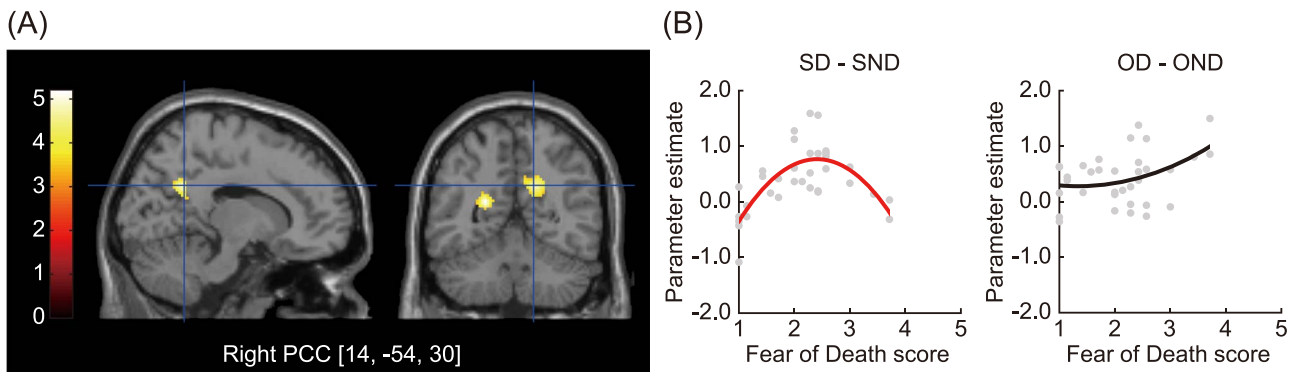 (A)
5
4
3
2
1
0
Right PCC [14, -54, 30]
(B)
SD - SND
Parameter estimate
2.0
1.0
0.0
-1.0
-2.0
1 2 3 4 5
Fear of Death score
OD - OND
Parameter estimate
2.0
1.0
0.0
-1.0
-2.0
1 2 3 4 5
Fear of Death score